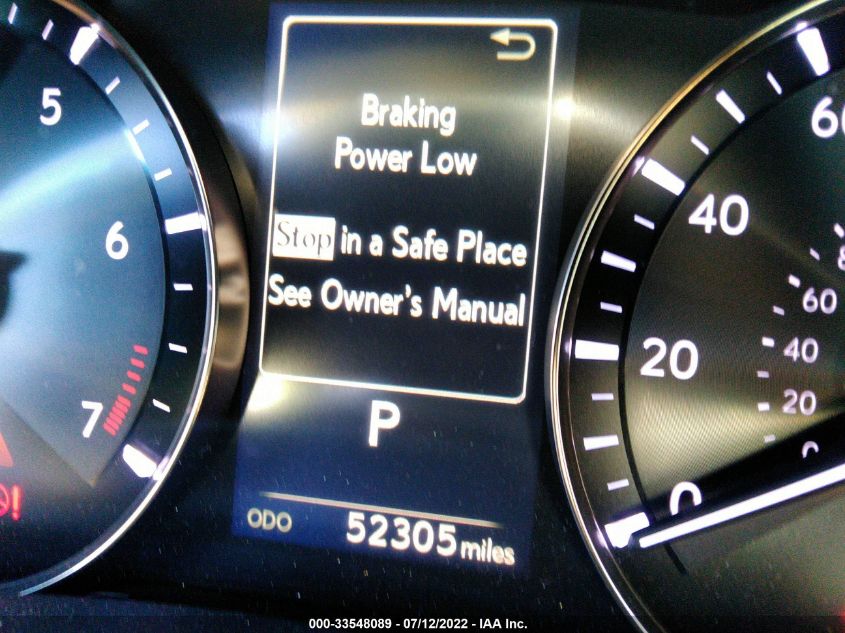 5
6
7
Braking
Power Low
Stop in a Safe Place
See Owner's Manual
P
ODO 52305 miles
40
20
0
60
40
20
0
000-33548089 - 07/12/2022 - IAA Inc.